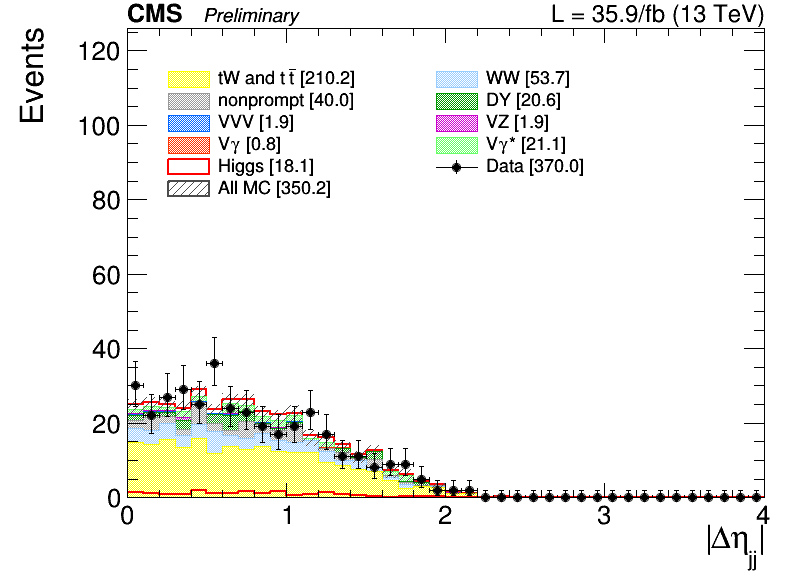 CMS Preliminary L = 35.9/fb (13 TeV)
Events
120
100
80
60
40
20
0
tW and tt̅ [210.2] WW [53.7]
nonprompt [40.0] DY [20.6]
VVV [1.9] VZ [1.9]
Vγ [0.8] Vγ* [21.1]
Higgs [18.1] Data [370.0]
All MC [350.2]
0 1 2 3 4
|Δη_jj|